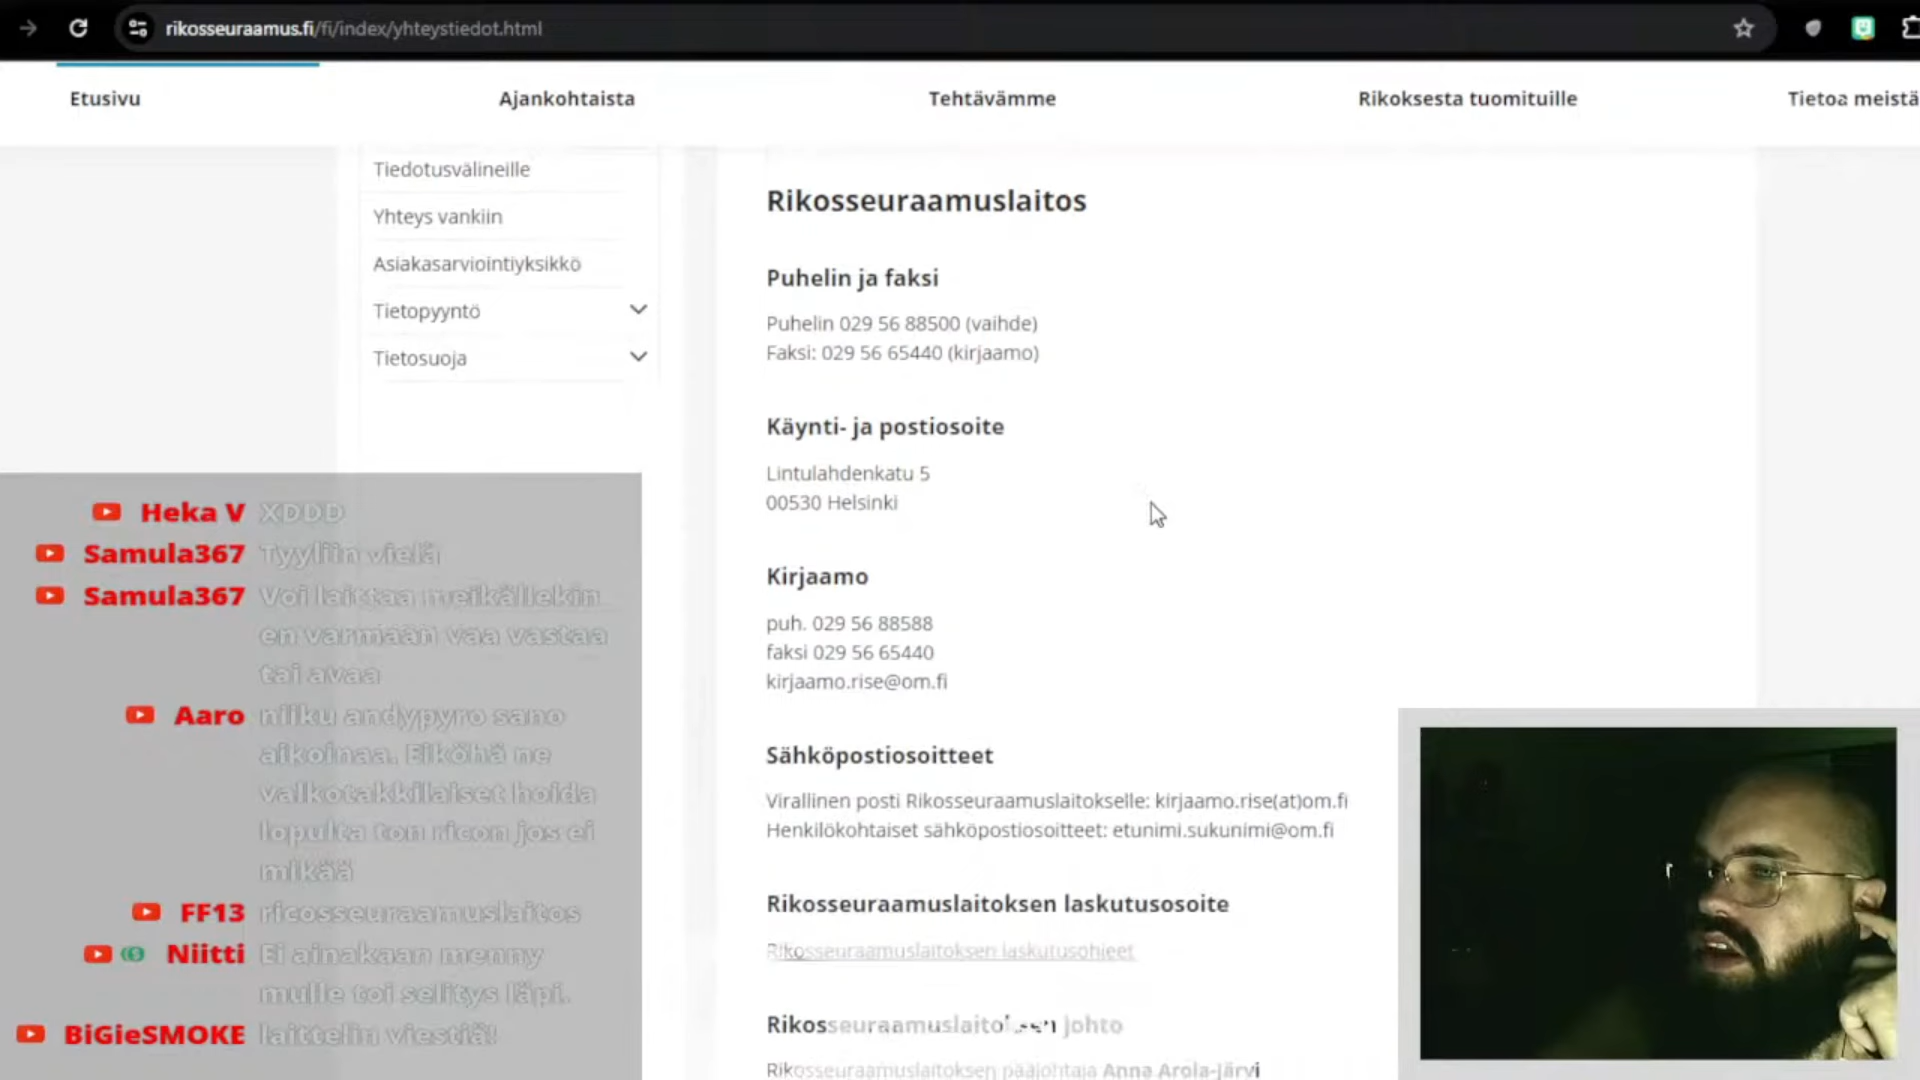 rikosseuraamus.fi/fi/index/yhteystiedot.html
Etusivu
Ajankohtaista
Tehtävämme
Rikoksesta tuomituille
Tietoa meistä
Tiedotusvälineille
Yhteys vankiin
Asiakasarviointiyksikkö
Tietopyyntö
Tietosuoja
Rikosseuraamuslaitos
Puhelin ja faksi
Puhelin 029 56 88500 (vaihde)
Faksi: 029 56 65440 (kirjaamo)
Käynti- ja postiosoite
Lintulahdenkatu 5
00530 Helsinki
Kirjaamo
puh. 029 56 88588
faksi 029 56 65440
kirjaamo.rise@om.fi
Sähköpostiosoitteet
Virallinen posti Rikosseuraamuslaitokselle: kirjaamo.rise(at)om.fi
Henkilökohtaiset sähköpostiosoitteet: etunimi.sukunimi@om.fi
Rikosseuraamuslaitoksen laskutusosoite
Rikosseuraamuslaitoksen laskutusohjeet
Rikosseuraamuslaitoksen johto
Rikosseuraamuslaitoksen pääjohtaja Anna Arola-Järvi
Heka V XDDD
Samula367 Tyyliin vielä
Samula367 Voi laittaa meikällekin
en varmaan vaa vastaa
tai avaa
Aaro niiku andypyro sano
aikoinaa. Eiköhä ne
valkotakkilaiset hoida
lopulta ton ricon jos ei
mikää
FF13 ricosseuraamuslaitos
Niitti Ei ainakaan menny
mulle toi selitys läpi.
BiGieSMOKE laittelin viestiä!